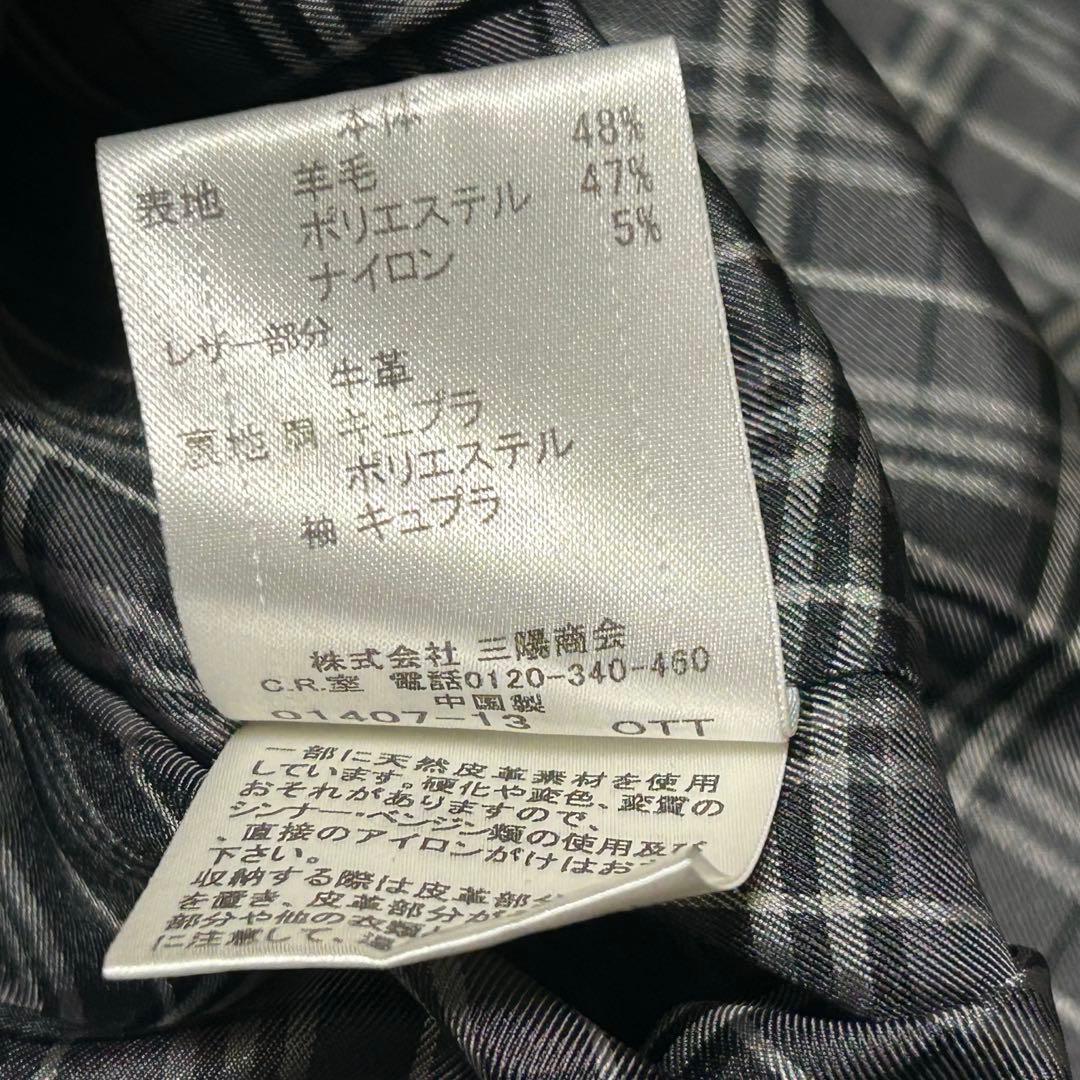 本体
表地 羊毛 48%
ポリエステル 47%
ナイロン 5%
レザー部分
牛革
裏地 胴 キュプラ
ポリエステル
袖 キュプラ
株式会社 三陽商会
C.R.室 電話0120-340-460
中国製
01407-13 OTT
一部に天然皮革素材を使用
しています。硬化や変色、変質の
おそれがありますので、
シンナー・ベンジン類の使用及び
、直接のアイロンがけはお
下さい。
収納する際は皮革部分
を置き、皮革部分が
部分や他の衣類
に注意して、